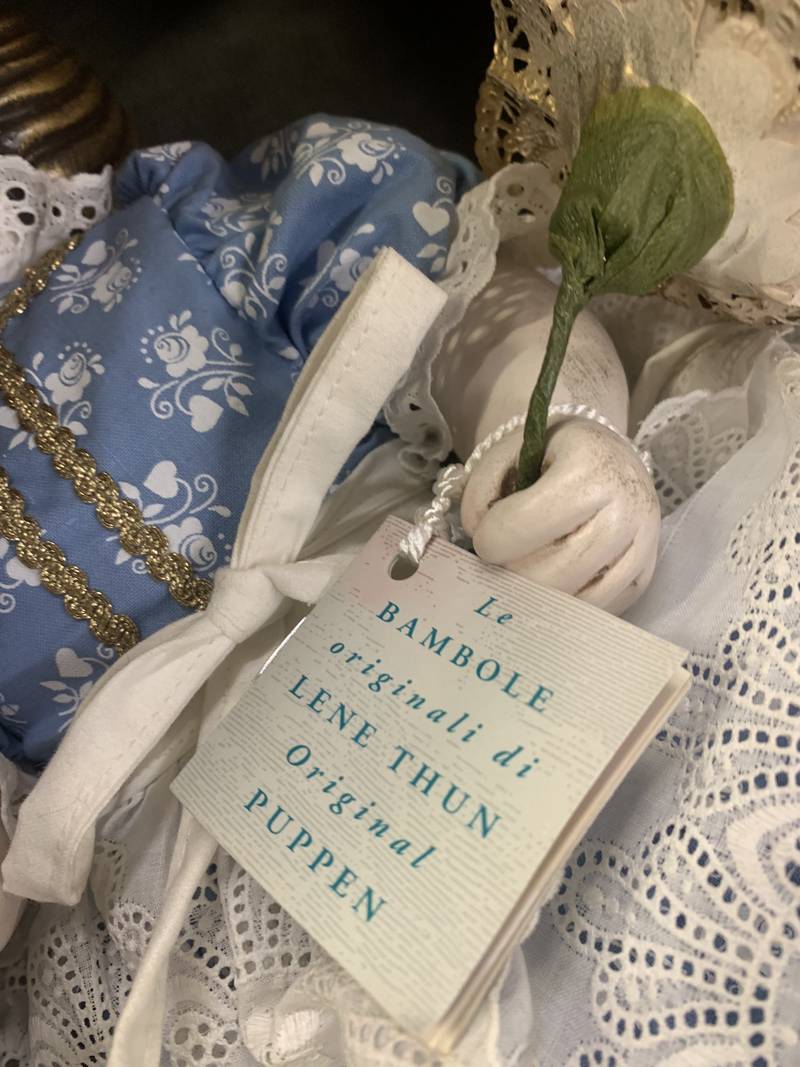 Le
BAMBOLE
originali di
LENE THUN
Original
PUPPEN